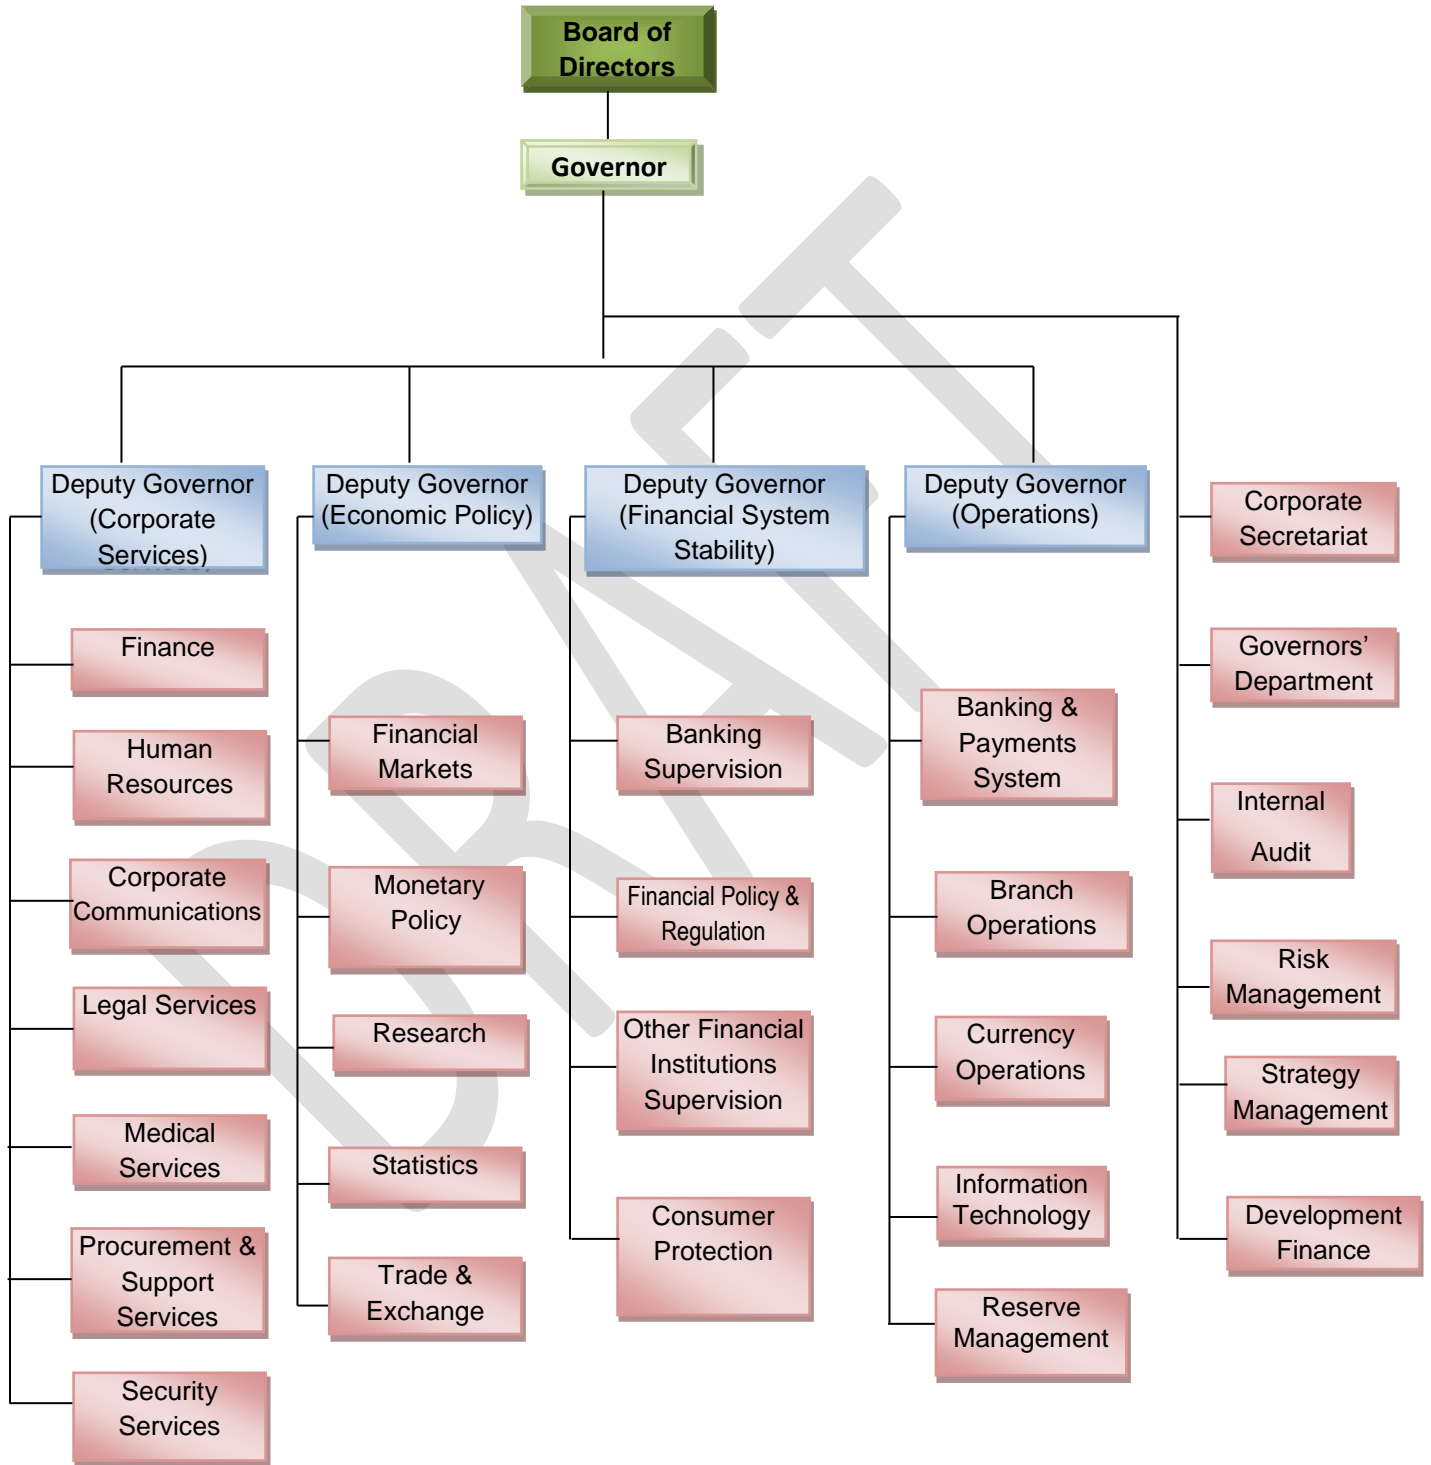 Board of
Directors
Governor
Deputy Governor
(Corporate
Services)
Finance
Human
Resources
Corporate
Communications
Legal Services
Medical
Services
Procurement &
Support
Services
Security
Services
Deputy Governor
(Economic Policy)
Financial
Markets
Monetary
Policy
Research
Statistics
Trade &
Exchange
Deputy Governor
(Financial System
Stability)
Banking
Supervision
Financial Policy &
Regulation
Other Financial
Institutions
Supervision
Consumer
Protection
Deputy Governor
(Operations)
Banking &
Payments
System
Branch
Operations
Currency
Operations
Information
Technology
Reserve
Management
Corporate
Secretariat
Governors’
Department
Internal
Audit
Risk
Management
Strategy
Management
Development
Finance
DRAFT